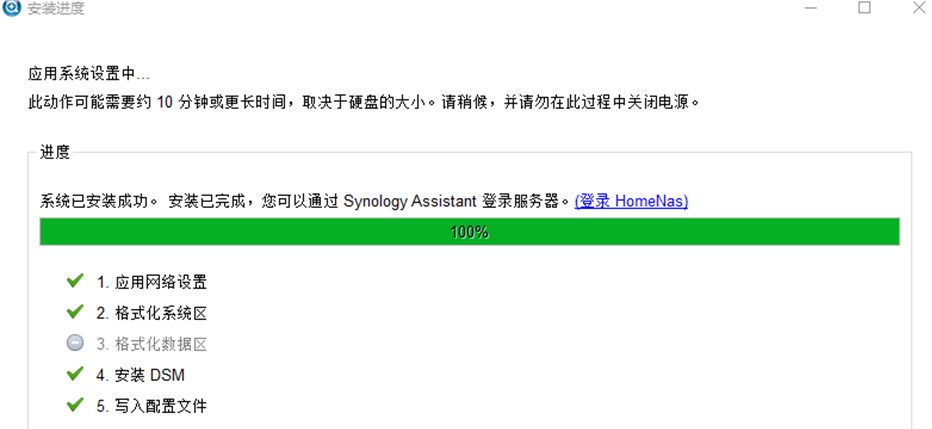 安装进度
应用系统设置中...
此动作可能需要约 10 分钟或更长时间，取决于硬盘的大小。请稍候，并请勿在此过程中关闭电源。
进度
系统已安装成功。 安装已完成，您可以通过 Synology Assistant 登录服务器。(登录 HomeNas)
100%
1. 应用网络设置
2. 格式化系统区
3. 格式化数据区
4. 安装 DSM
5. 写入配置文件